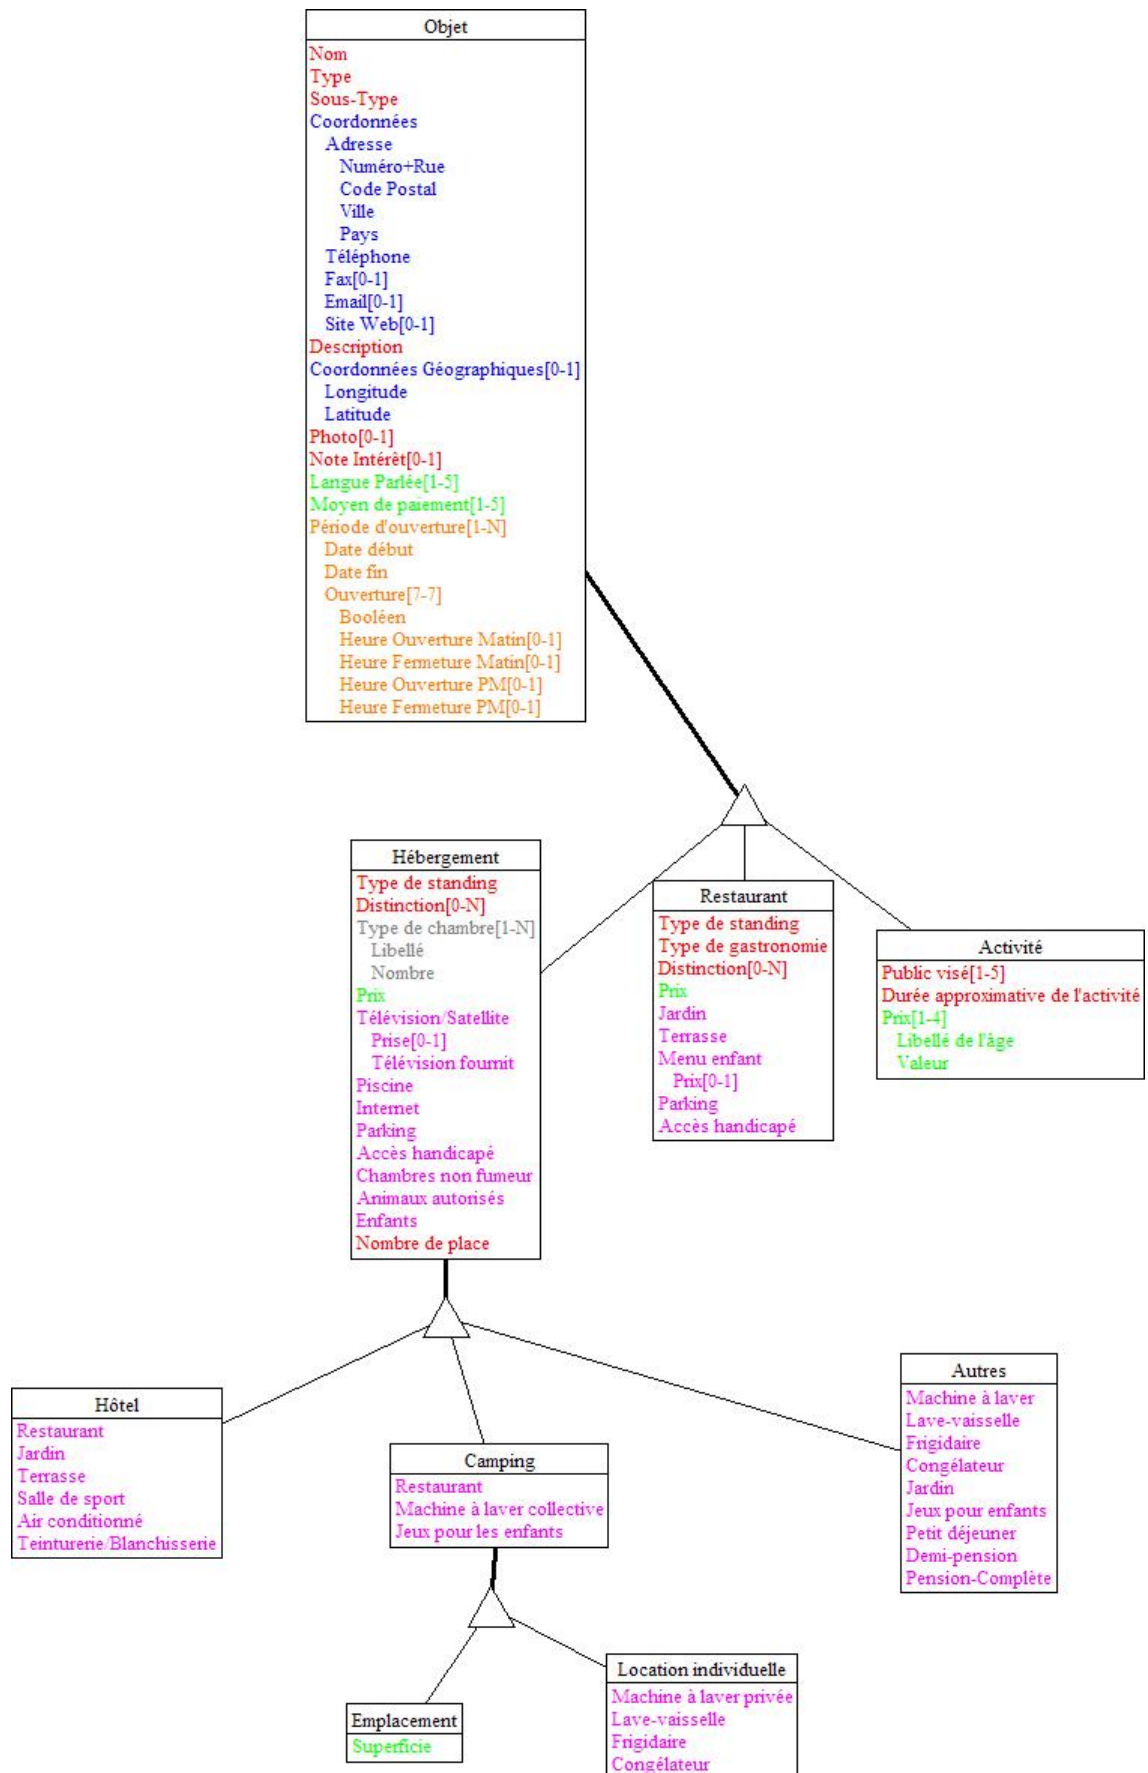 Objet
Nom
Type
Sous-Type
Coordonnées
Adresse
Numéro+Rue
Code Postal
Ville
Pays
Téléphone
Fax[0-1]
Email[0-1]
Site Web[0-1]
Description
Coordonnées Géographiques[0-1]
Longitude
Latitude
Photo[0-1]
Note Intérêt[0-1]
Langue Parlée[1-5]
Moyen de paiement[1-5]
Période d'ouverture[1-N]
Date début
Date fin
Ouverture[7-7]
Booléen
Heure Ouverture Matin[0-1]
Heure Fermeture Matin[0-1]
Heure Ouverture PM[0-1]
Heure Fermeture PM[0-1]
Hébergement
Type de standing
Distinction[0-N]
Type de chambre[1-N]
Libellé
Nombre
Prix
Télévision/Satellite
Prise[0-1]
Télévision fournit
Piscine
Internet
Parking
Accès handicapé
Chambres non fumeur
Animaux autorisés
Enfants
Nombre de place
Restaurant
Type de standing
Type de gastronomie
Distinction[0-N]
Prix
Jardin
Terrasse
Menu enfant
Prix[0-1]
Parking
Accès handicapé
Activité
Public visé[1-5]
Durée approximative de l'activité
Prix[1-4]
Libellé de l'âge
Valeur
Hôtel
Restaurant
Jardin
Terrasse
Salle de sport
Air conditionné
Teinturerie/Blanchisserie
Camping
Restaurant
Machine à laver collective
Jeux pour les enfants
Autres
Machine à laver
Lave-vaisselle
Frigidaire
Congélateur
Jardin
Jeux pour enfants
Petit déjeuner
Demi-pension
Pension-Complète
Emplacement
Superficie
Location individuelle
Machine à laver privée
Lave-vaisselle
Frigidaire
Congélateur